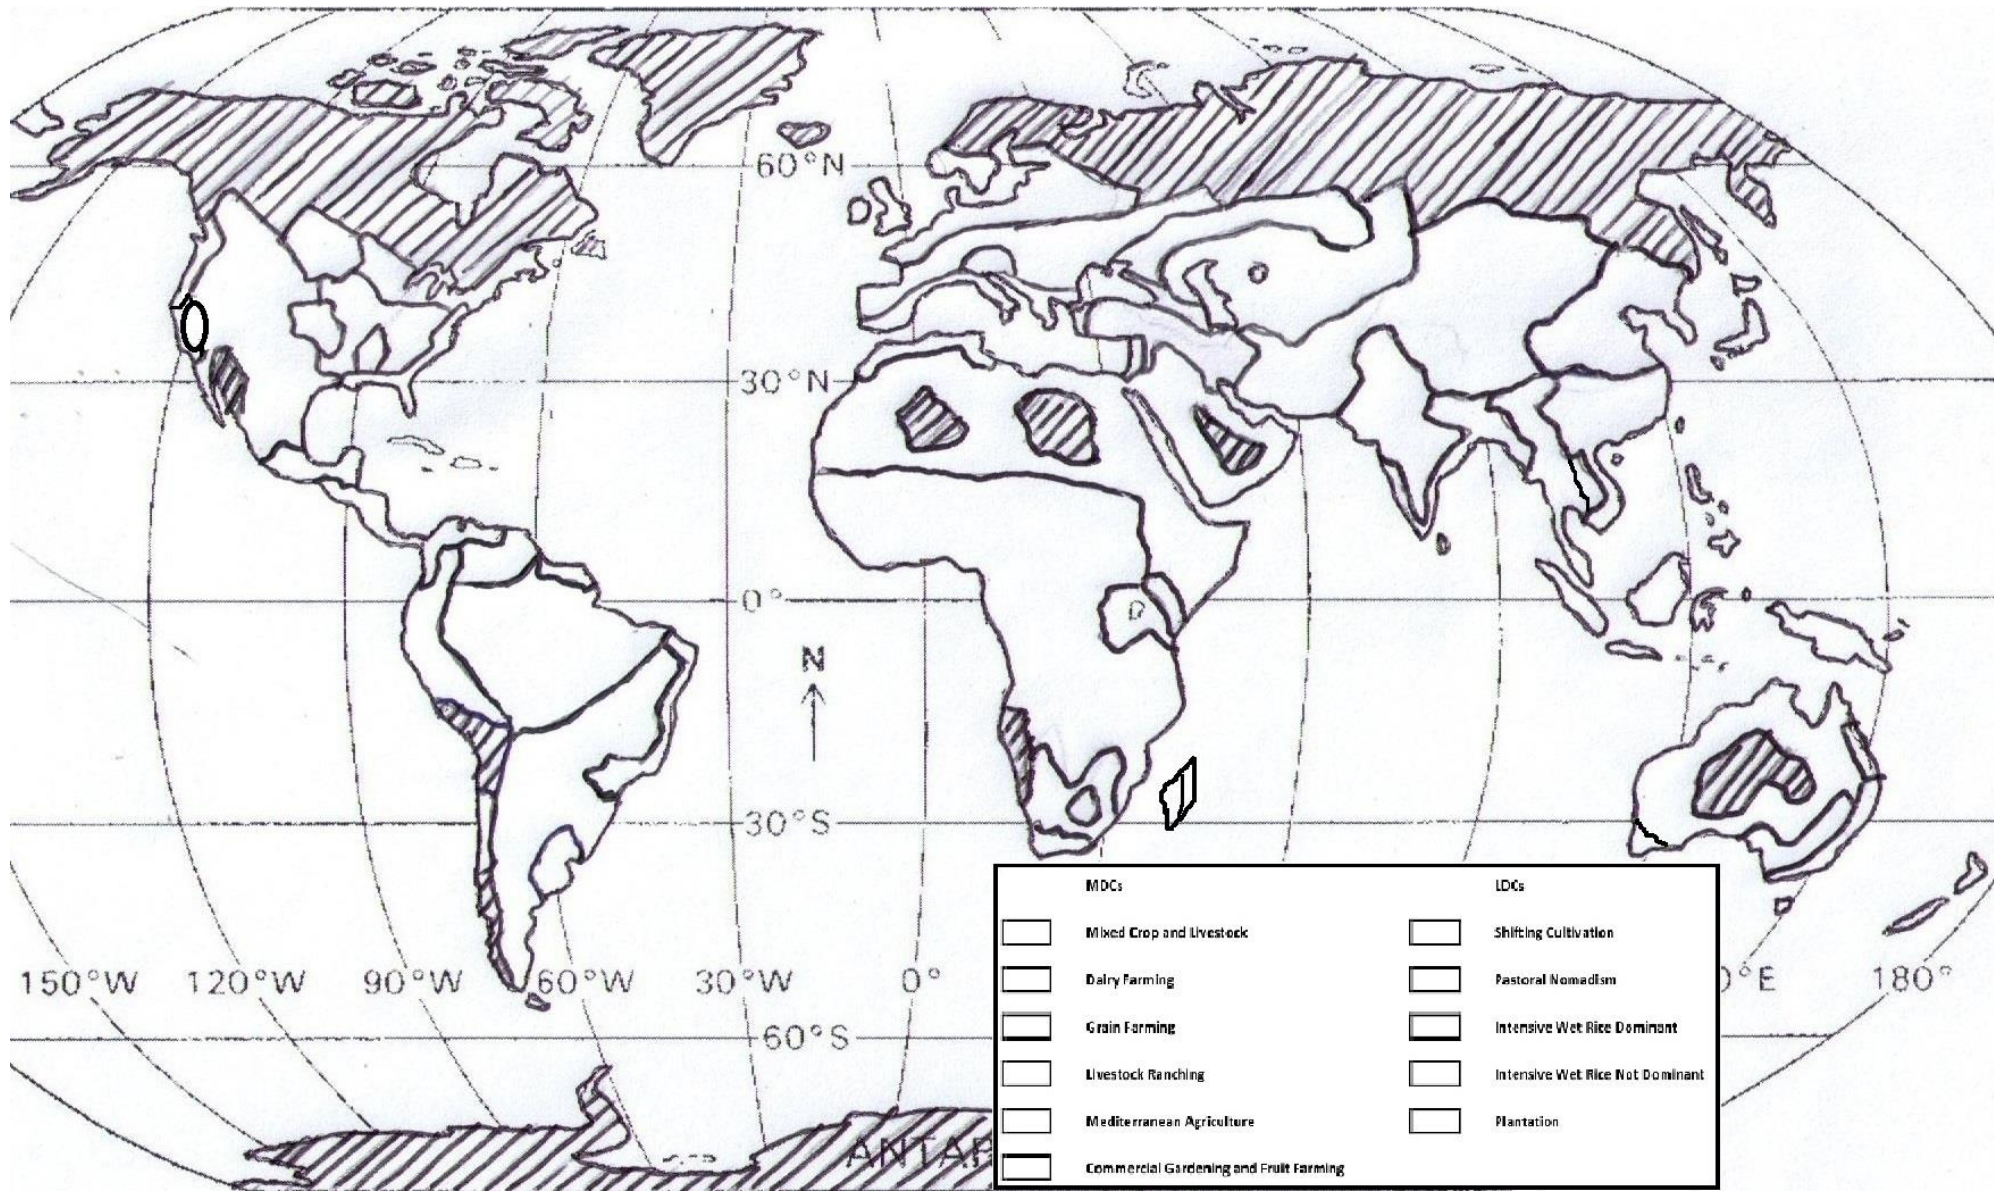 60°N
30°N
0°
N
30°S
150°W 120°W 90°W 60°W 30°W 0° 0°E 180°
60°S
ANTAR
MDCs
Mixed Crop and Livestock
Dairy Farming
Grain Farming
Livestock Ranching
Mediterranean Agriculture
Commercial Gardening and Fruit Farming
LDCs
Shifting Cultivation
Pastoral Nomadism
Intensive Wet Rice Dominant
Intensive Wet Rice Not Dominant
Plantation